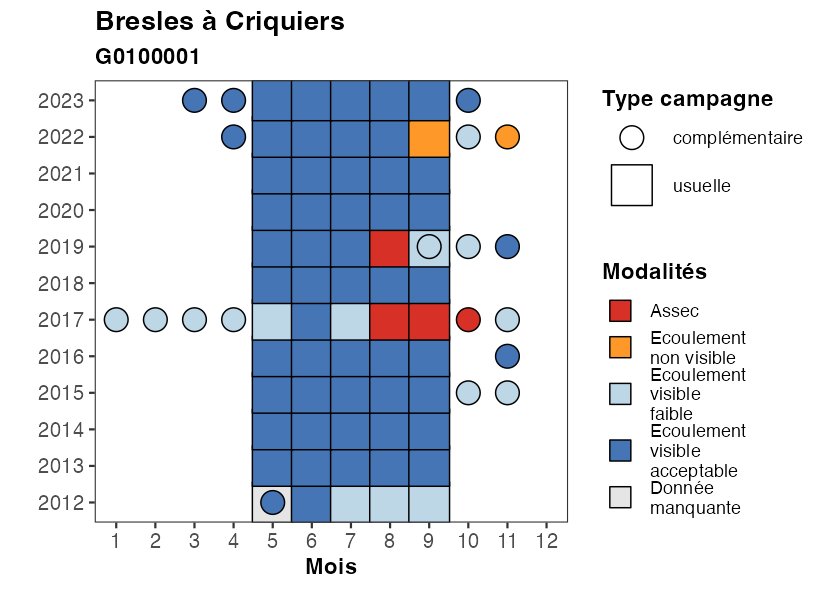 Bresles à Criquiers
G0100001
2023
2022
2021
2020
2019
2018
2017
2016
2015
2014
2013
2012
1 2 3 4 5 6 7 8 9 10 11 12
Mois
Type campagne
complémentaire
usuelle
Modalités
Assec
Ecoulement
non visible
Ecoulement
visible
faible
Ecoulement
visible
acceptable
Donnée
manquante